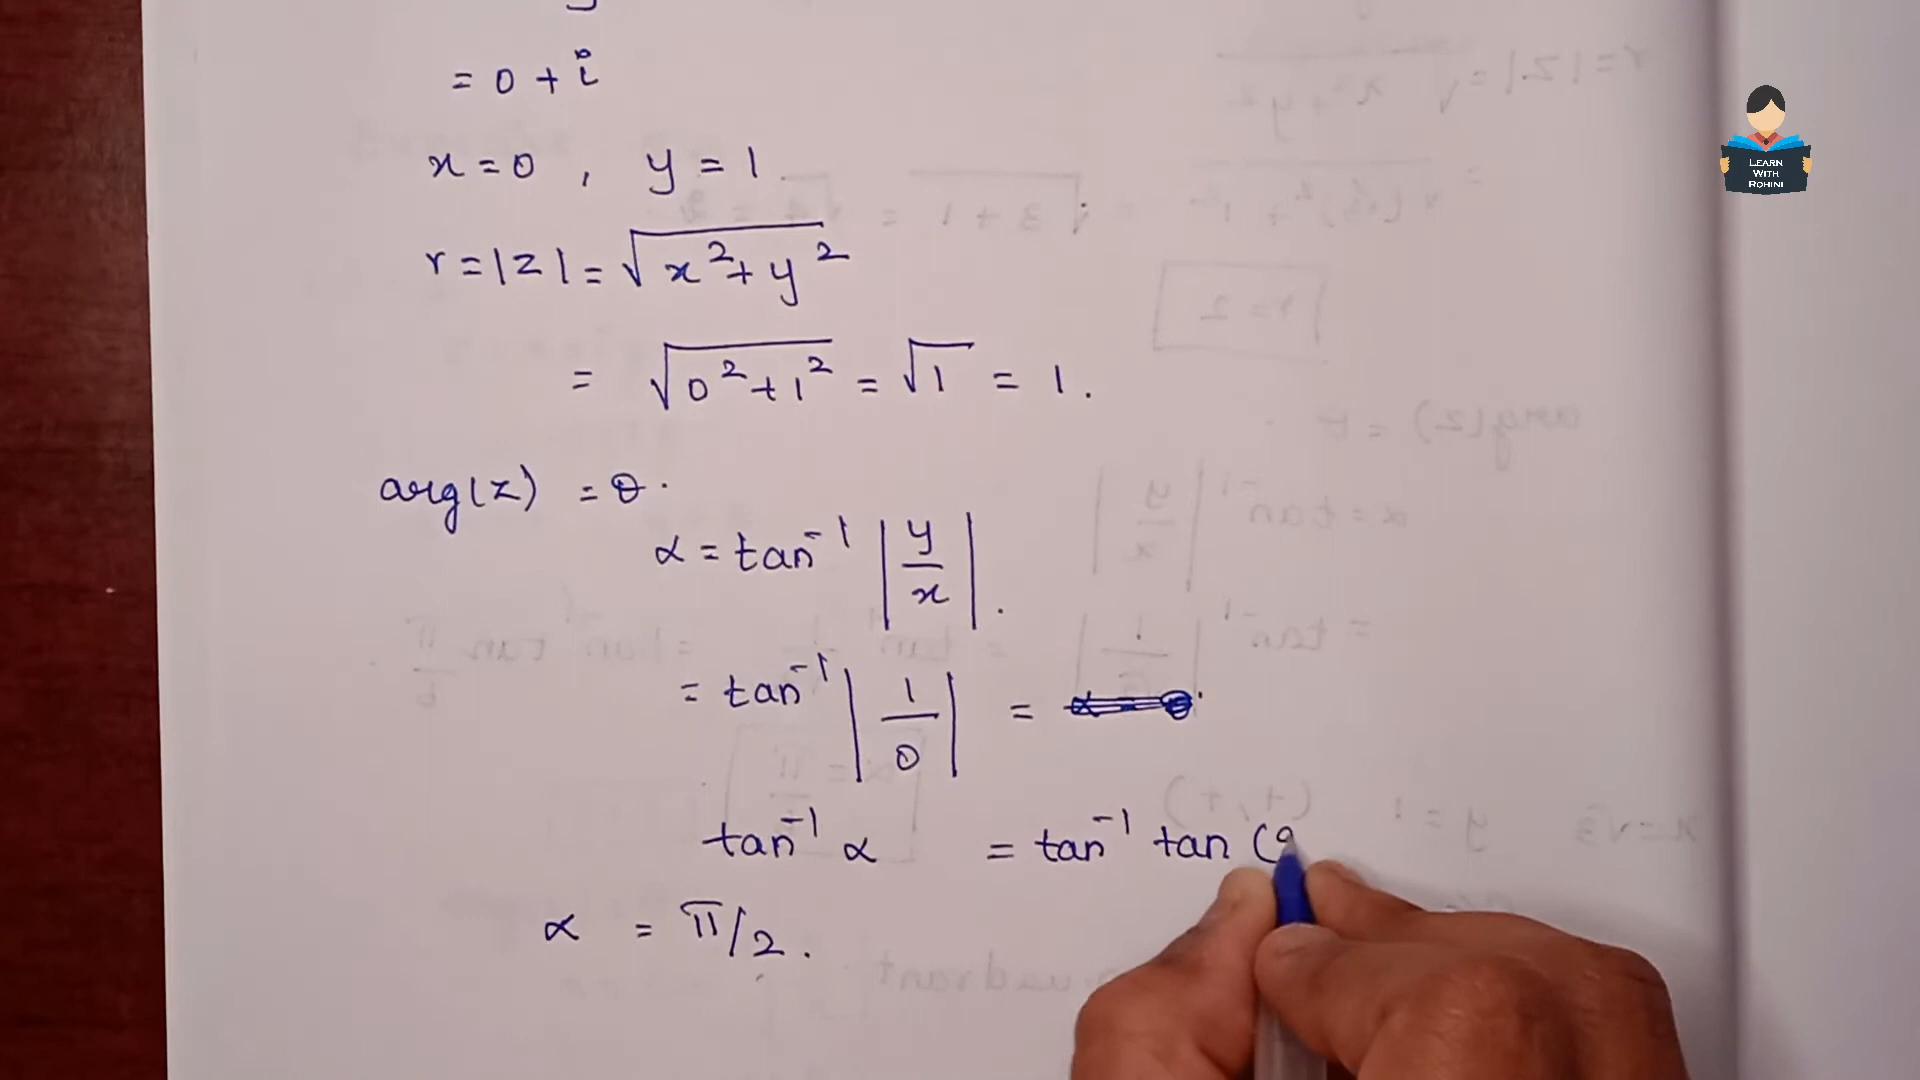 = 0 + i
x = 0 , y = 1
r = |z| = √x² + y²
= √0² + 1² = √1 = 1 .
arg(z) = θ .
α = tan⁻¹ |y/x| .
= tan⁻¹ |1/0| =
tan⁻¹ α = tan⁻¹ tan (9
α = π/2 .
LEARN
WITH
ROHINI